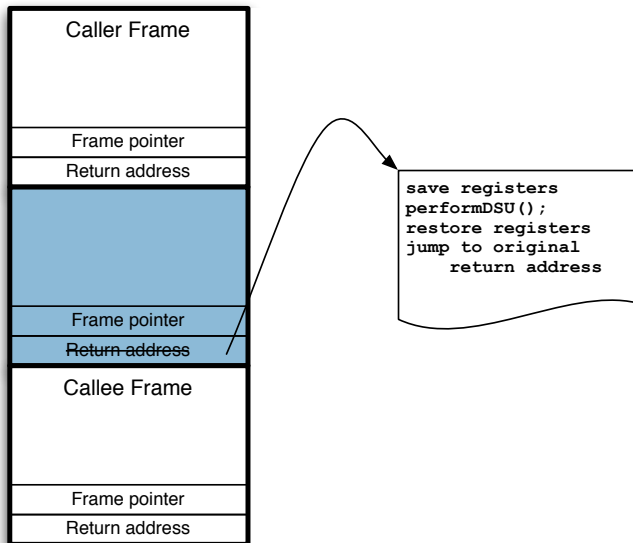 Caller Frame
Frame pointer
Return address
Frame pointer
Return address
Callee Frame
Frame pointer
Return address
save registers
performDSU();
restore registers
jump to original
    return address